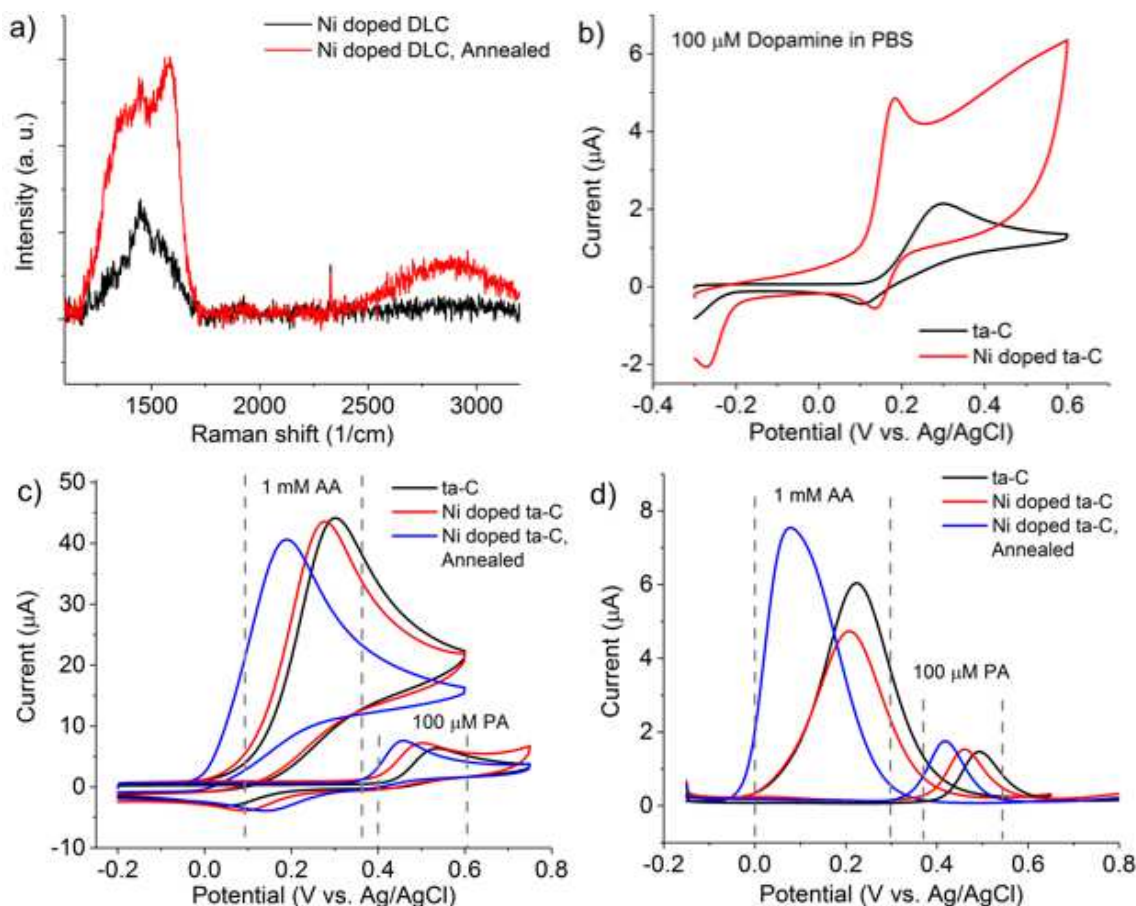 a)
Ni doped DLC
Ni doped DLC, Annealed
Intensity (a. u.)
1500
2000
2500
3000
Raman shift (1/cm)
b)
100 μM Dopamine in PBS
6
4
2
0
-2
Current (μA)
ta-C
Ni doped ta-C
-0.4
-0.2
0.0
0.2
0.4
0.6
Potential (V vs. Ag/AgCl)
c)
50
40
30
20
10
0
-10
Current (μA)
1 mM AA
ta-C
Ni doped ta-C
Ni doped ta-C,
Annealed
100 μM PA
-0.2
0.0
0.2
0.4
0.6
0.8
Potential (V vs. Ag/AgCl)
d)
8
6
4
2
0
Current (μA)
1 mM AA
ta-C
Ni doped ta-C
Ni doped ta-C,
Annealed
100 μM PA
-0.2
0.0
0.2
0.4
0.6
0.8
Potential (V vs. Ag/AgCl)